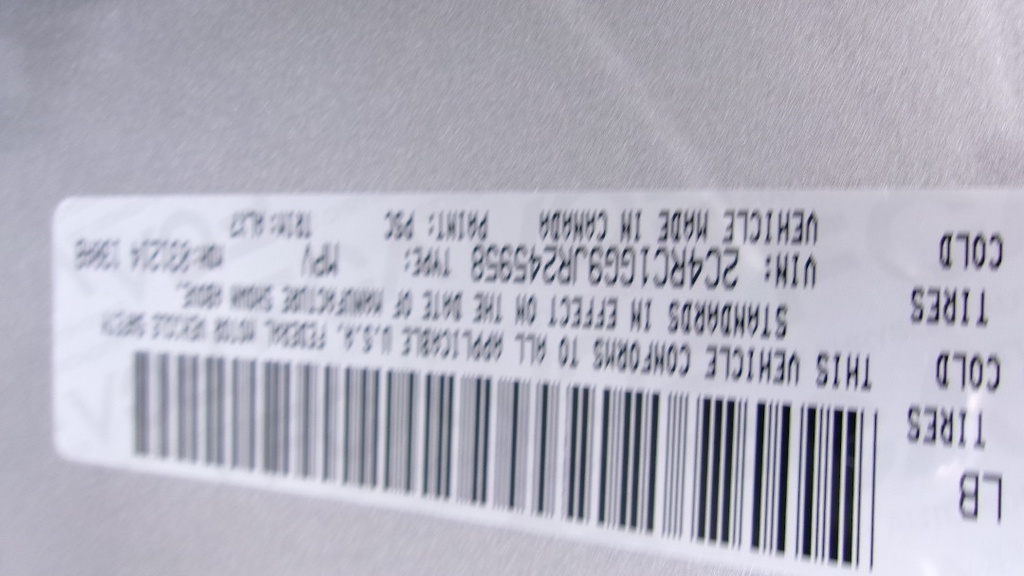 LB
TIRES
COLD
TIRES
COLD
THIS VEHICLE CONFORMS TO ALL APPLICABLE U.S.A. FEDERAL MOTOR VEHICLE SAFETY
STANDARDS IN EFFECT ON THE DATE OF MANUFACTURE SHOWN ABOVE.
VIN: 2C4RC1GG9JR245958 TYPE: MPV
VEHICLE MADE IN CANADA PAINT: PSC TRIM: